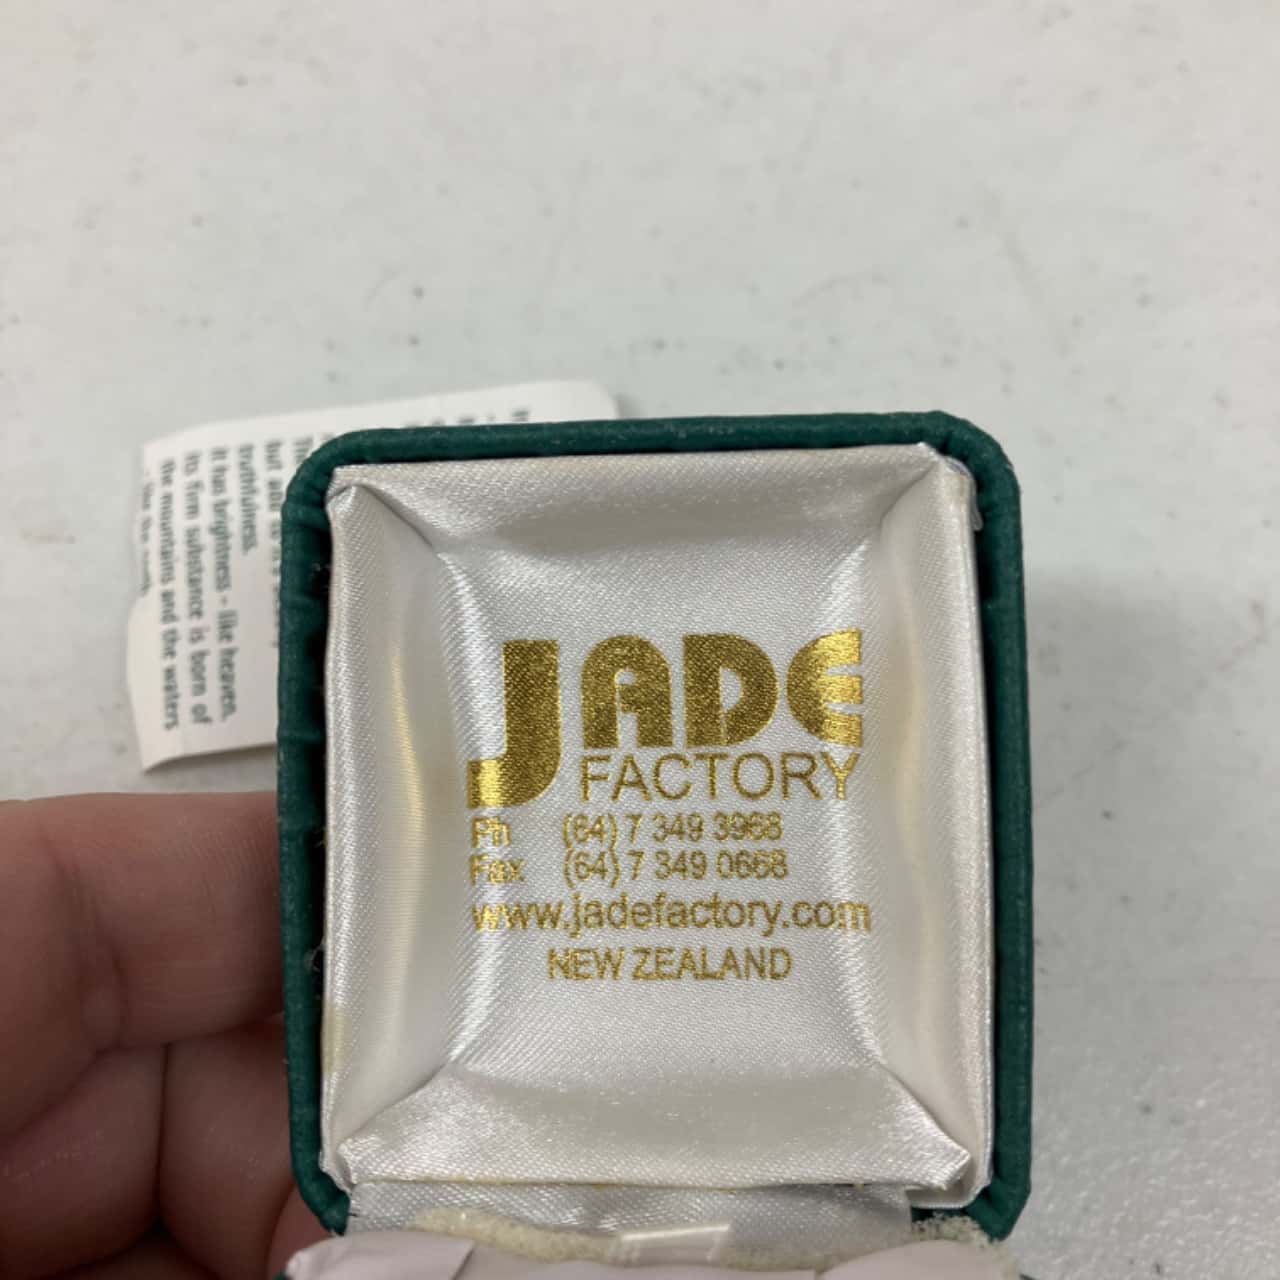 JADE
FACTORY
Ph (64) 7 349 3968
Fax (64) 7 349 0668
www.jadefactory.com
NEW ZEALAND
but
truthfulness.
it has brightness - like heaven.
its firm substance is born of
the mountains and the waters